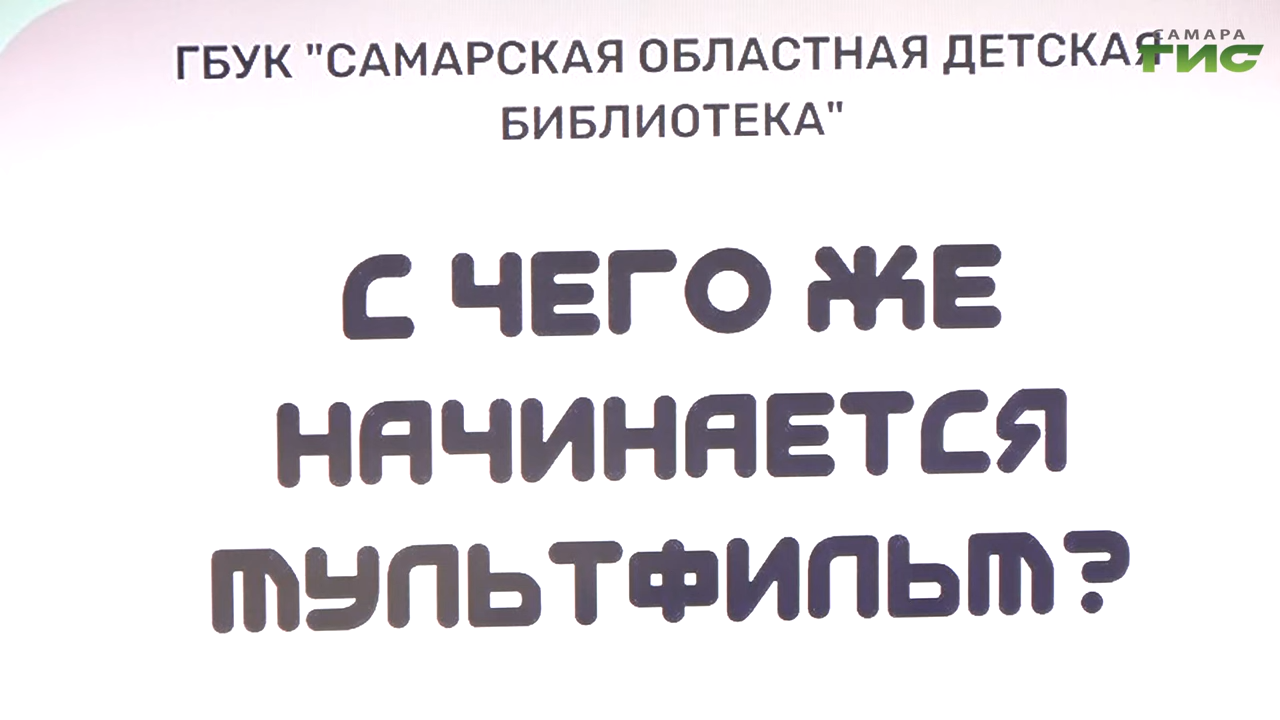 ГБУК "САМАРСКАЯ ОБЛАСТНАЯ ДЕТСКАЯ
БИБЛИОТЕКА"
САМАРА
ГИС
С ЧЕГО ЖЕ
НАЧИНАЕТСЯ
МУЛЬТФИЛЬМ?